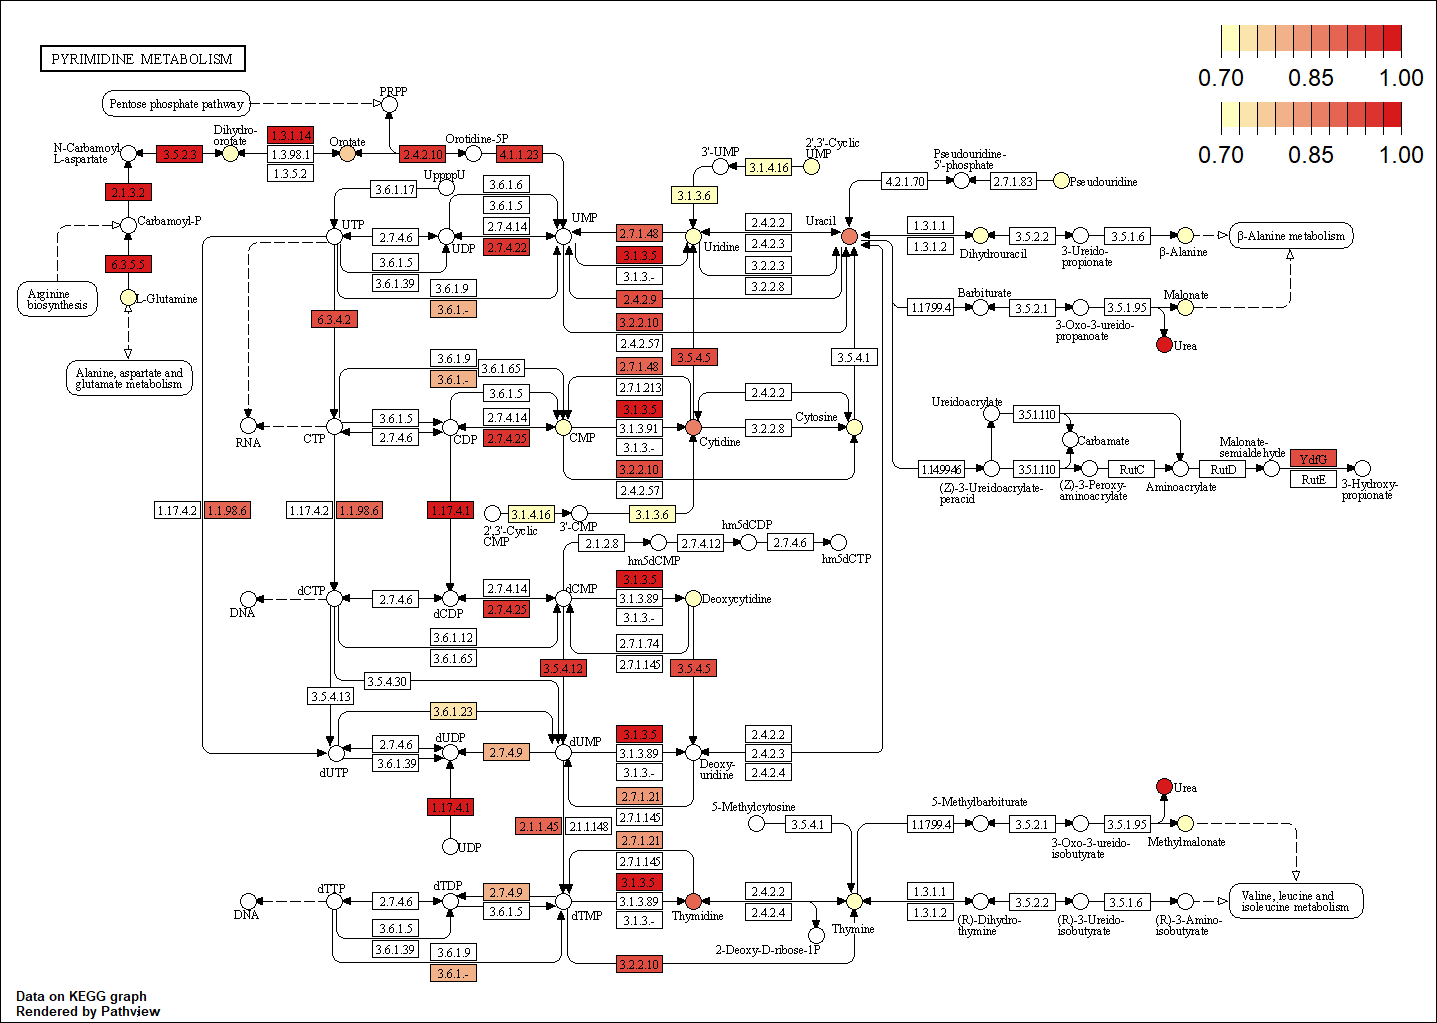 PYRIMIDINE METABOLISM
0.70 0.85 1.00
0.70 0.85 1.00
Pentose phosphate pathway
PRPP
N-Carbamoyl-
L-aspartate
3.5.2.3
Dihydro-
orotate
1.3.1.14
1.3.98.1
1.3.5.2
Orotate
2.4.2.10
Orotidine-5P
4.1.1.23
2.1.3.2
Carbamoyl-P
6.3.5.5
L-Glutamine
Arginine
biosynthesis
Alanine, aspartate and
glutamate metabolism
UppppU
3.6.1.17
3.6.1.6
3.6.1.5
2.7.4.14
2.7.4.22
UTP
2.7.4.6
UDP
3.6.1.5
3.6.1.39
3.6.1.9
3.6.1.-
UMP
2.7.1.48
3.1.3.5
3.1.3.-
2.4.2.9
3.2.2.10
2.4.2.57
3'-UMP
3.1.4.16
2',3'-Cyclic
UMP
3.1.3.6
Uridine
2.4.2.2
2.4.2.3
3.2.2.3
3.2.2.8
Uracil
Pseudouridine-
5'-phosphate
4.2.1.70
2.7.1.83
Pseudouridine
1.3.1.1
1.3.1.2
Dihydrouracil
3.5.2.2
3-Ureido-
propionate
3.5.1.6
β-Alanine
β-Alanine metabolism
1.1.99.4
Barbiturate
3.5.2.1
3-Oxo-3-ureido-
propanoate
3.5.1.95
Malonate
Urea
6.3.4.2
3.6.1.9
3.6.1.-
3.6.1.65
2.7.1.48
2.7.1.213
3.5.4.5
3.5.4.1
RNA
CTP
3.6.1.5
2.7.4.6
CDP
3.6.1.5
2.7.4.14
2.7.4.25
CMP
3.1.3.5
3.1.3.91
3.1.3.-
3.2.2.10
2.4.2.57
Cytidine
2.4.2.2
3.2.2.8
Cytosine
Ureidoacrylate
3.5.1.110
Carbamate
1.14.99.46
(Z)-3-Ureidoacrylate-
peracid
3.5.1.110
(Z)-3-Peroxy-
aminoacrylate
RutC
Aminoacrylate
RutD
Malonate-
semialdehyde
YdfG
RutE
3-Hydroxy-
propionate
1.17.4.2 1.1.98.6
1.17.4.2 1.1.98.6
1.17.4.1
2',3'-Cyclic
CMP
3.1.4.16
3'-CMP
3.1.3.6
2.1.2.8
hm5dCMP
2.7.4.12
hm5dCDP
2.7.4.6
hm5dCTP
DNA
dCTP
2.7.4.6
dCDP
2.7.4.14
2.7.4.25
dCMP
3.1.3.5
3.1.3.89
3.1.3.-
2.7.1.74
2.7.1.145
Deoxycytidine
3.6.1.12
3.6.1.65
3.5.4.12
3.5.4.5
3.5.4.30
3.5.4.13
3.6.1.23
dUTP
2.7.4.6
3.6.1.39
dUDP
2.7.4.9
dUMP
3.1.3.5
3.1.3.89
3.1.3.-
2.7.1.21
2.7.1.145
Deoxy-
uridine
2.4.2.2
2.4.2.3
2.4.2.4
1.17.4.1
UDP
2.1.1.45
2.1.1.148
2.7.1.21
2.7.1.145
5-Methylcytosine
3.5.4.1
1.1.99.4
5-Methylbarbiturate
3.5.2.1
3-Oxo-3-ureido-
isobutyrate
3.5.1.95
Urea
Methylmalonate
DNA
dTTP
2.7.4.6
dTDP
2.7.4.9
3.6.1.5
dTMP
3.1.3.5
3.1.3.89
3.1.3.-
Thymidine
2.4.2.2
2.4.2.4
2-Deoxy-D-ribose-1P
Thymine
1.3.1.1
1.3.1.2
(R)-Dihydro-
thymine
3.5.2.2
(R)-3-Ureido-
isobutyrate
3.5.1.6
(R)-3-Amino-
isobutyrate
Valine, leucine and
isoleucine metabolism
3.6.1.5
3.6.1.39
3.6.1.9
3.6.1.-
3.2.2.10
Data on KEGG graph
Rendered by Pathview